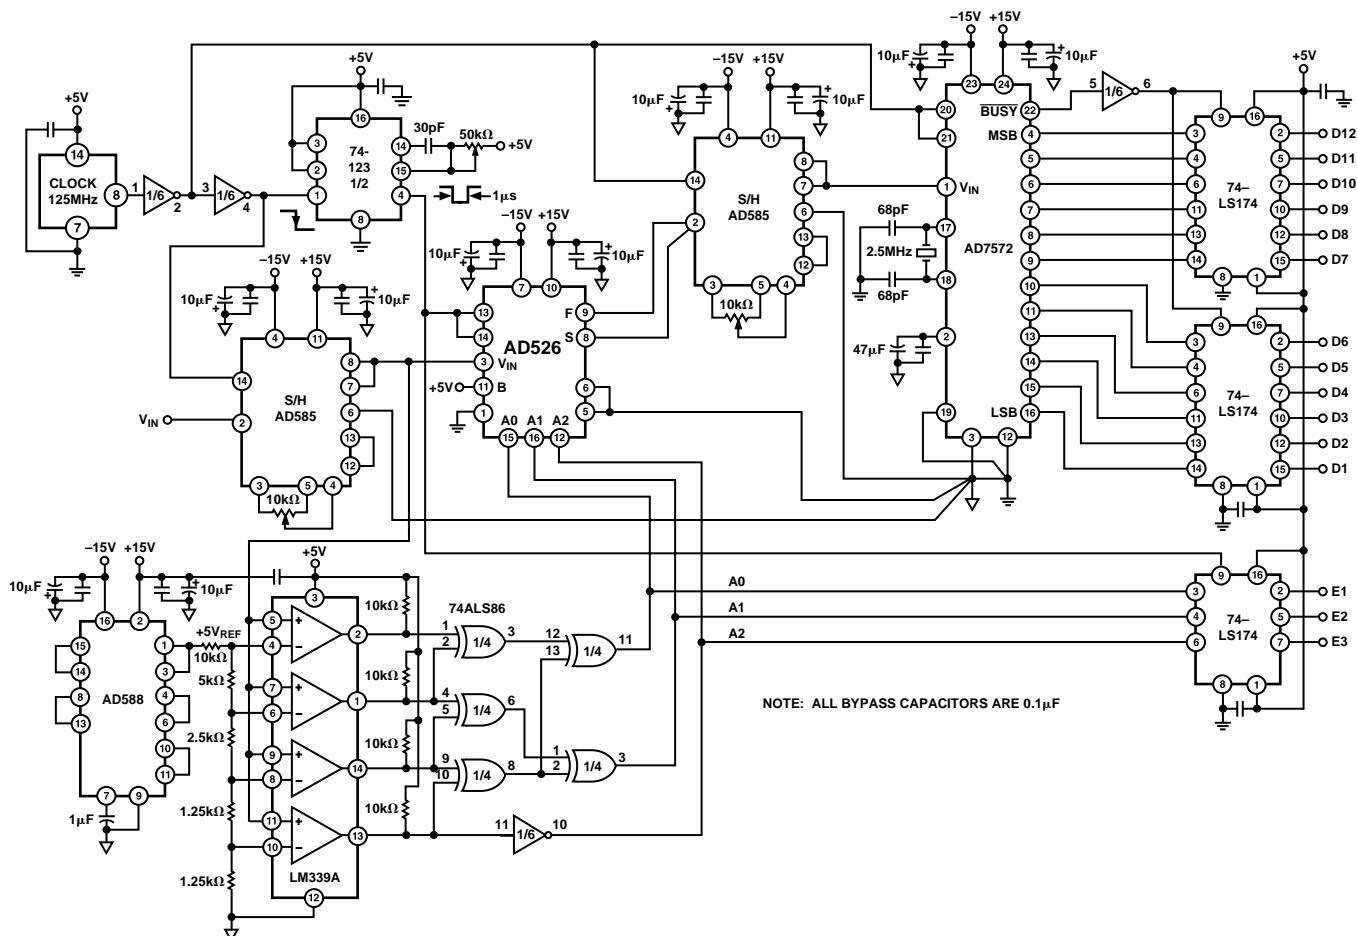 –15V
+15V
10µF
10µF
+5V
23
24
5
1/6
6
+5V
–15V
+15V
10µF
10µF
20
21
BUSY
22
9
16
MSB
4
3
2
D12
5
4
5
D11
6
6
7
D10
7
11
10
D9
8
13
12
D8
9
14
15
D7
8
1
74–
LS174
+5V
14
CLOCK
125MHz
8
7
1
1/6
2
3
1/6
4
16
3
2
1
74-
123
1/2
14
15
4
8
30pF
50kΩ
+5V
1µs
4
11
14
2
S/H
AD585
8
7
6
13
12
3
5
4
10kΩ
1
VIN
AD7572
17
18
68pF
2.5MHz
68pF
2
47µF
19
3
12
10
11
13
14
15
LSB
16
–15V
+15V
10µF
10µF
7
10
13
14
AD526
F
9
S
8
3
VIN
+5V
11
B
1
6
5
A0
A1
A2
15
16
12
–15V
+15V
10µF
10µF
4
11
14
VIN
2
S/H
AD585
8
7
6
13
12
3
5
4
10kΩ
9
16
3
2
D6
4
5
D5
6
7
D4
11
10
D3
13
12
D2
14
15
D1
8
1
74–
LS174
–15V
+15V
10µF
10µF
16
2
15
14
8
13
AD588
1
3
4
6
10
11
7
9
1µF
+5VREF
10kΩ
5kΩ
2.5kΩ
1.25kΩ
1.25kΩ
+5V
3
5
+
4
–
2
7
+
6
–
1
9
+
8
–
14
11
+
10
–
13
LM339A
12
10kΩ
10kΩ
10kΩ
10kΩ
74ALS86
1
2
1/4
3
4
5
1/4
6
9
10
1/4
8
12
13
1/4
11
1
2
1/4
3
11
1/6
10
A0
A1
A2
9
16
3
2
E1
4
5
E2
6
7
E3
8
1
74–
LS174
NOTE: ALL BYPASS CAPACITORS ARE 0.1µF